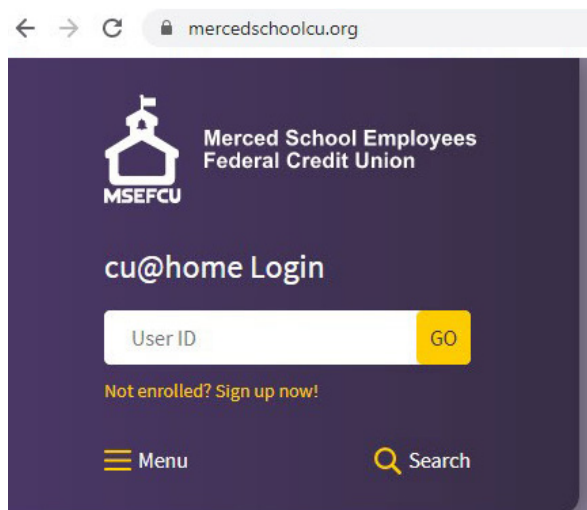 mercedschoolcu.org
Merced School Employees
Federal Credit Union
MSEFCU
cu@home Login
User ID
GO
Not enrolled? Sign up now!
Menu
Search